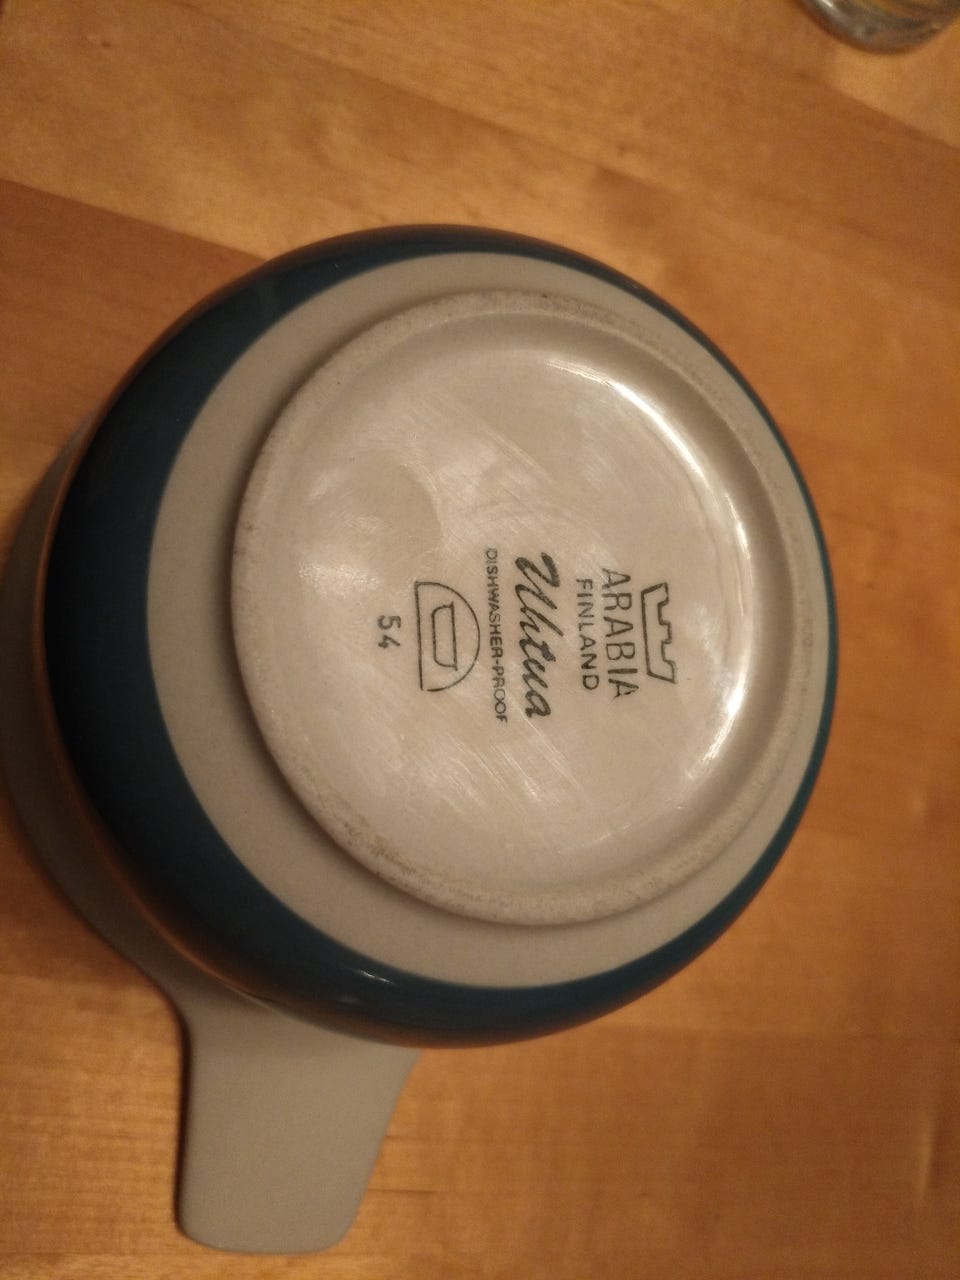 ARABIA
FINLAND
Uhtua
DISHWASHER-PROOF
54